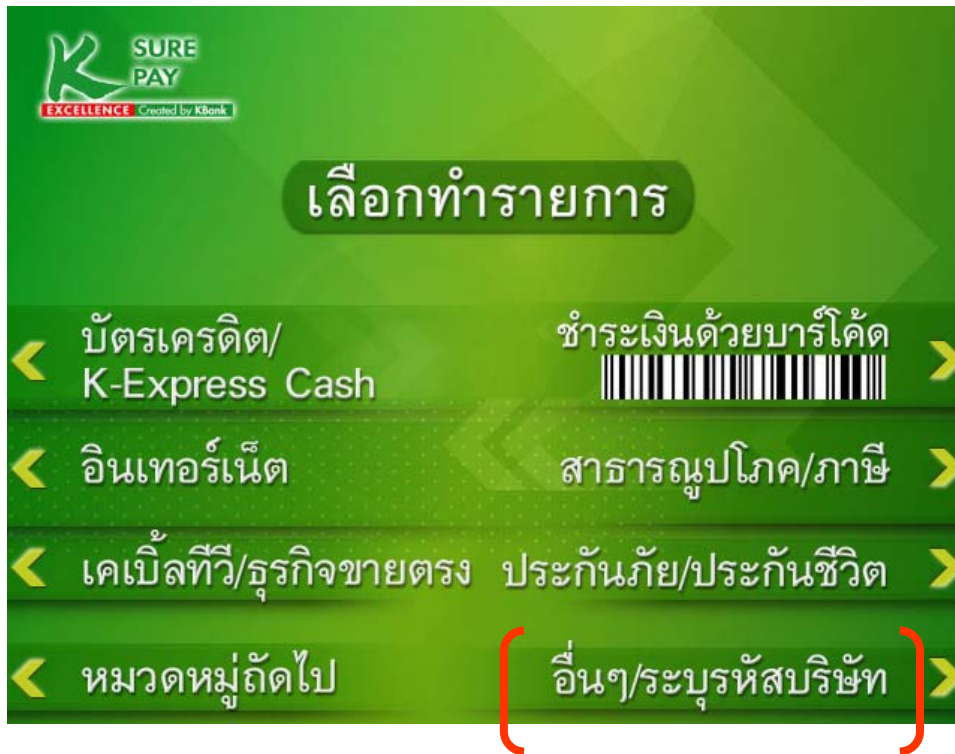 K SURE
PAY
EXCELLENCE Created by KBank
เลือกทำรายการ
บัตรเครดิต/
K-Express Cash
ชำระเงินด้วยบาร์โค้ด
อินเทอร์เน็ต
สาธารณูปโภค/ภาษี
เคเบิ้ลทีวี/ธุรกิจขายตรง
ประกันภัย/ประกันชีวิต
หมวดหมู่ถัดไป
อื่นๆ/ระบุรหัสบริษัท